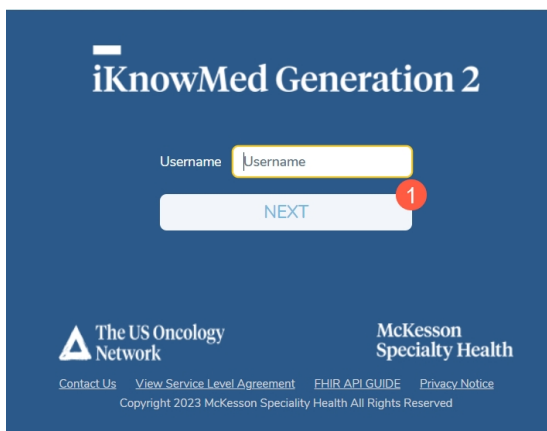 iKnowMed Generation 2
Username Username
NEXT
1
The US Oncology
Network
McKesson
Specialty Health
Contact Us View Service Level Agreement FHIR API GUIDE Privacy Notice
Copyright 2023 McKesson Speciality Health All Rights Reserved